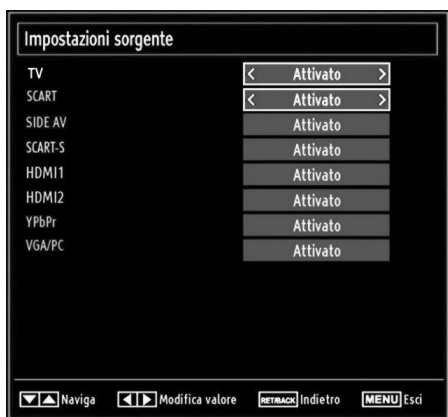 Impostazioni sorgente
TV < Attivato >
SCART < Attivato >
SIDE AV Attivato
SCART-S Attivato
HDMI1 Attivato
HDMI2 Attivato
YPbPr Attivato
VGA/PC Attivato
Naviga Modifica valore RET/BACK Indietro MENU Esci